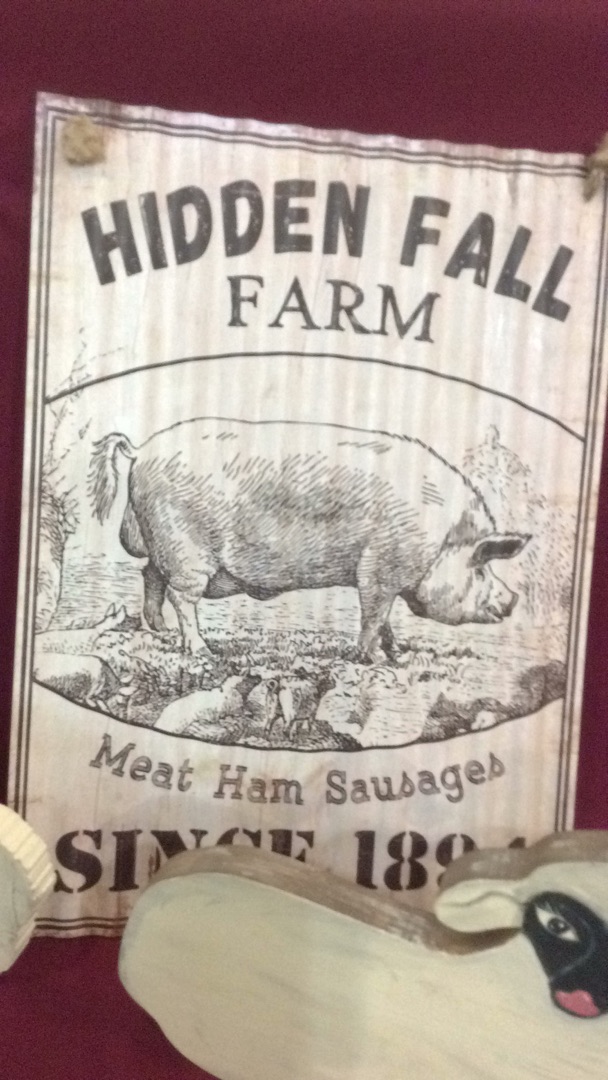 HIDDEN FALL
FARM
Meat Ham Sausages
SINCE